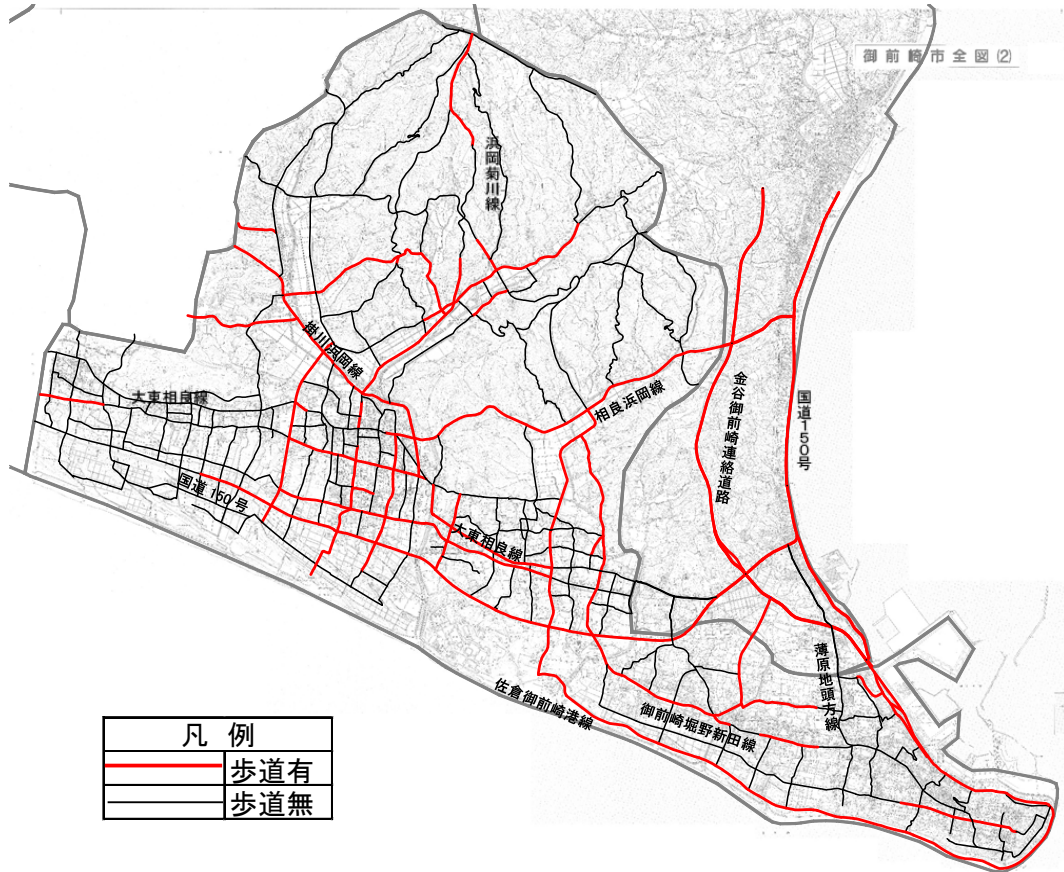 御前崎市全図(2)
浜岡菊川線
掛川浜岡線
大東相良線
相良浜岡線
金谷御前崎連絡道路
国道150号
国道150号
大東相良線
薄原地頭方線
佐倉御前崎港線
御前崎堀野新田線
凡例
歩道有
歩道無